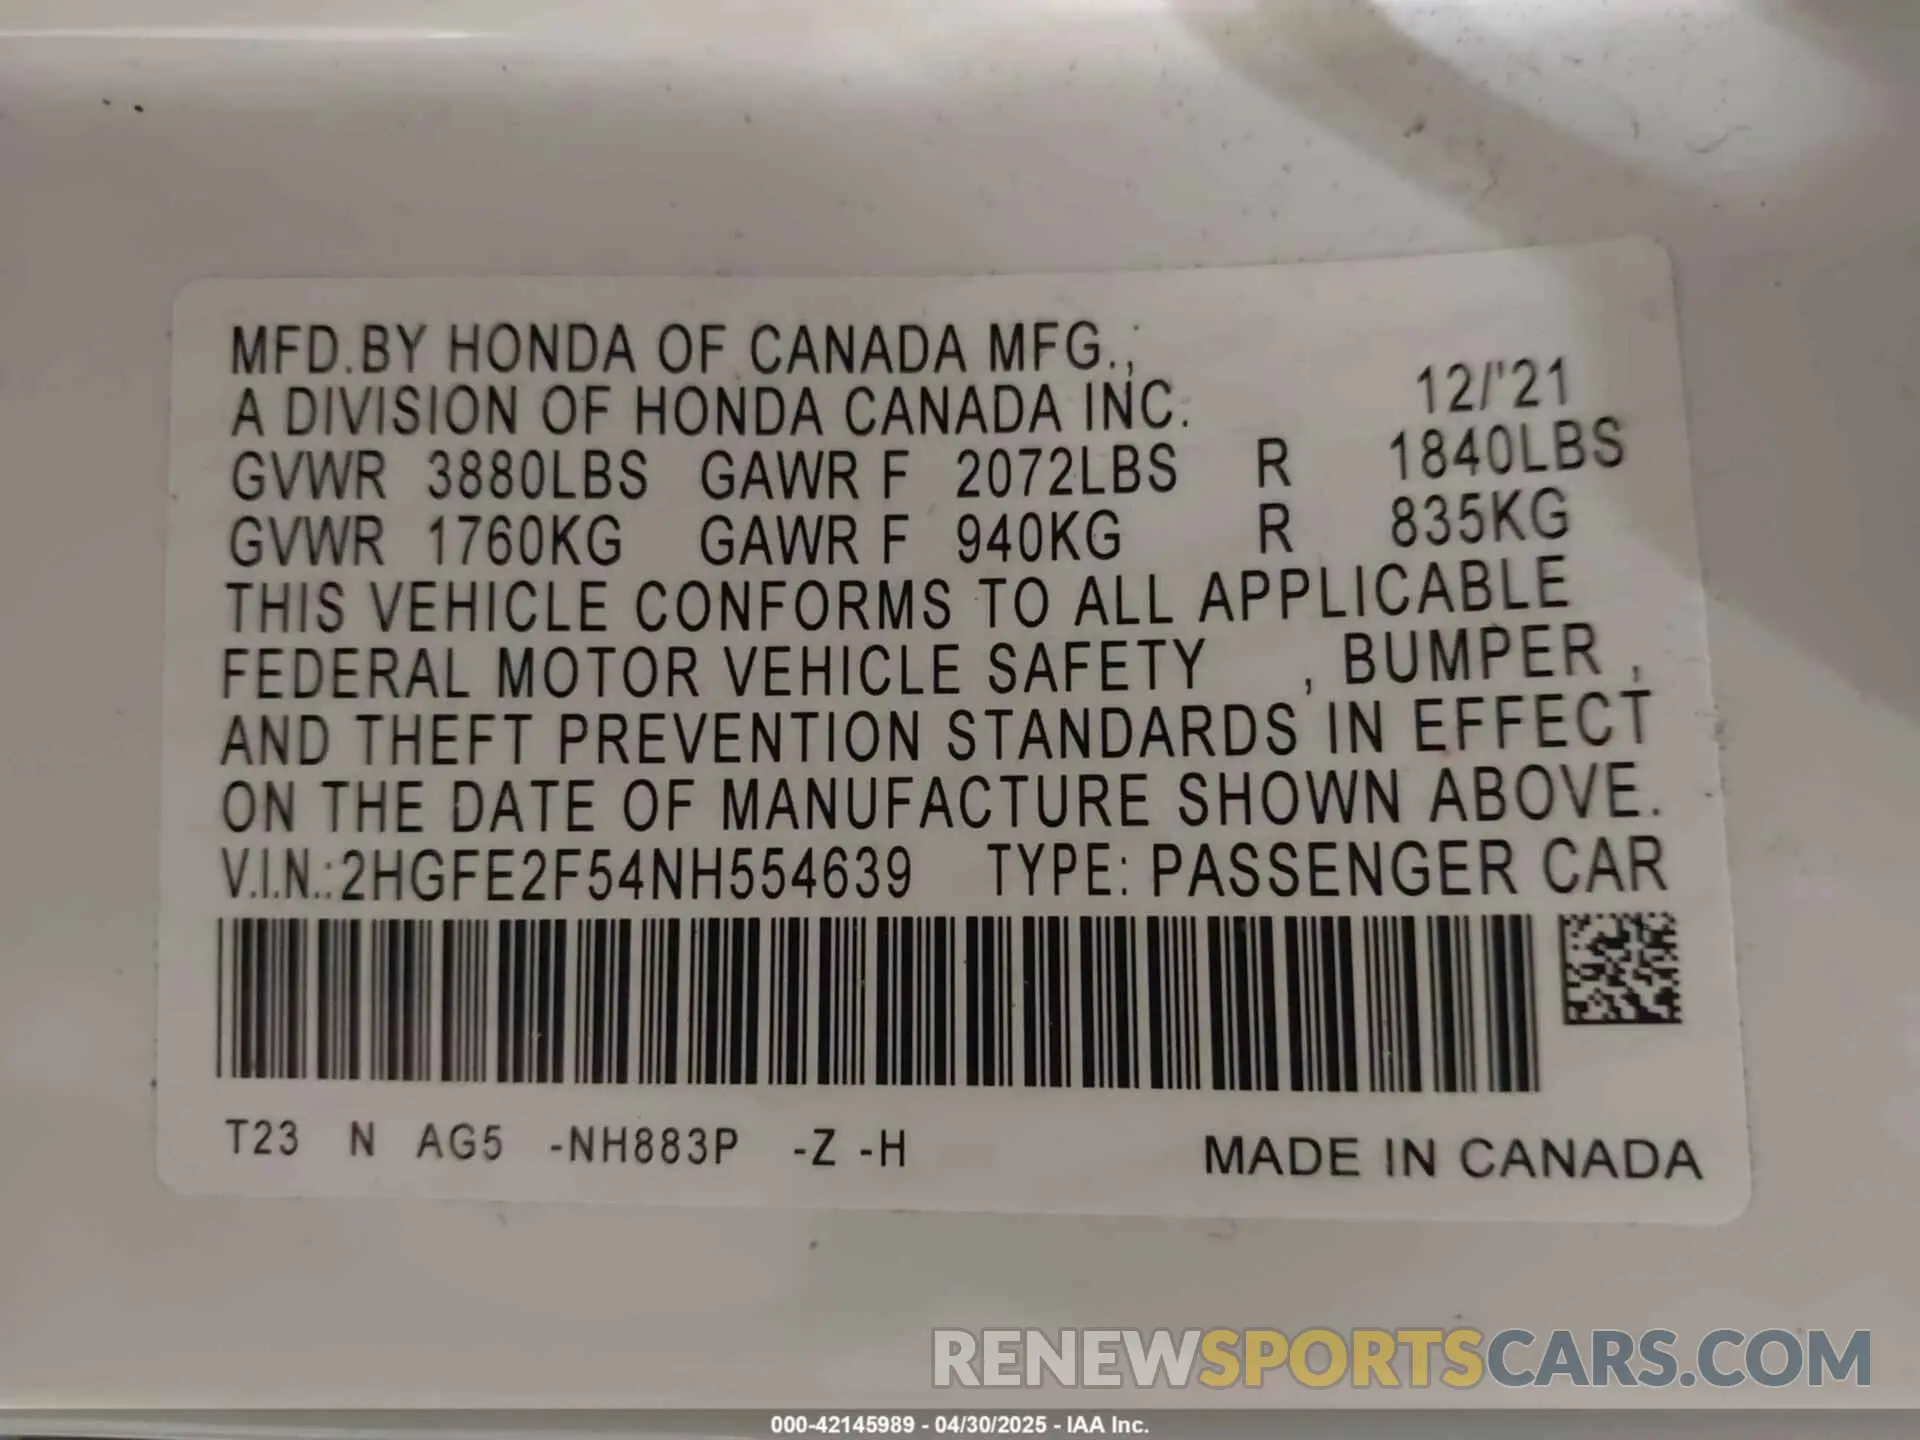 MFD.BY HONDA OF CANADA MFG.,
A DIVISION OF HONDA CANADA INC. 12/'21
GVWR 3880LBS GAWR F 2072LBS R 1840LBS
GVWR 1760KG GAWR F 940KG R 835KG
THIS VEHICLE CONFORMS TO ALL APPLICABLE
FEDERAL MOTOR VEHICLE SAFETY , BUMPER ,
AND THEFT PREVENTION STANDARDS IN EFFECT
ON THE DATE OF MANUFACTURE SHOWN ABOVE.
V.I.N.:2HGFE2F54NH554639 TYPE: PASSENGER CAR
T23 N AG5 -NH883P -Z -H MADE IN CANADA
RENEWSPORTSCARS.COM
000-42145989 - 04/30/2025 - IAA Inc.